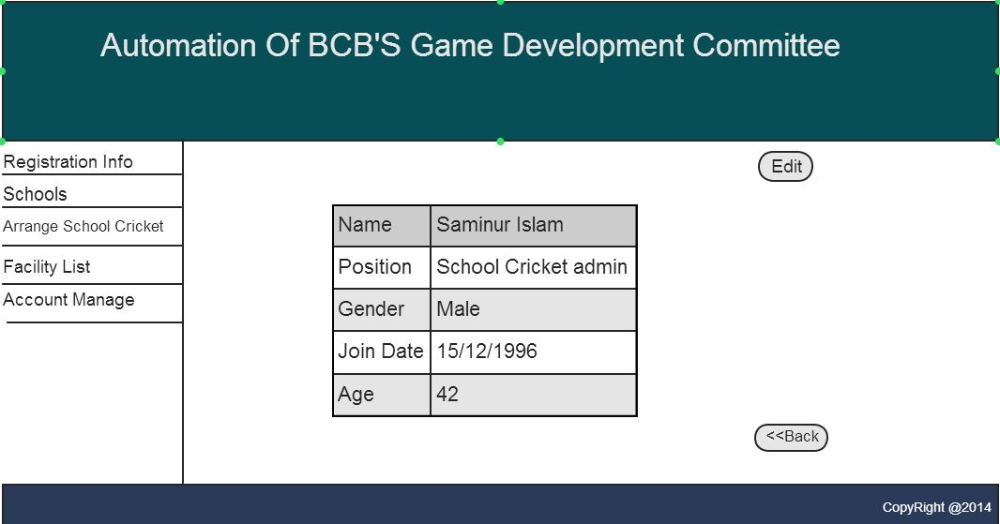 Automation Of BCB'S Game Development Committee
Registration Info
Schools
Arrange School Cricket
Facility List
Account Manage
Edit
Name Saminur Islam
Position School Cricket admin
Gender Male
Join Date 15/12/1996
Age 42
<<Back
CopyRight @2014